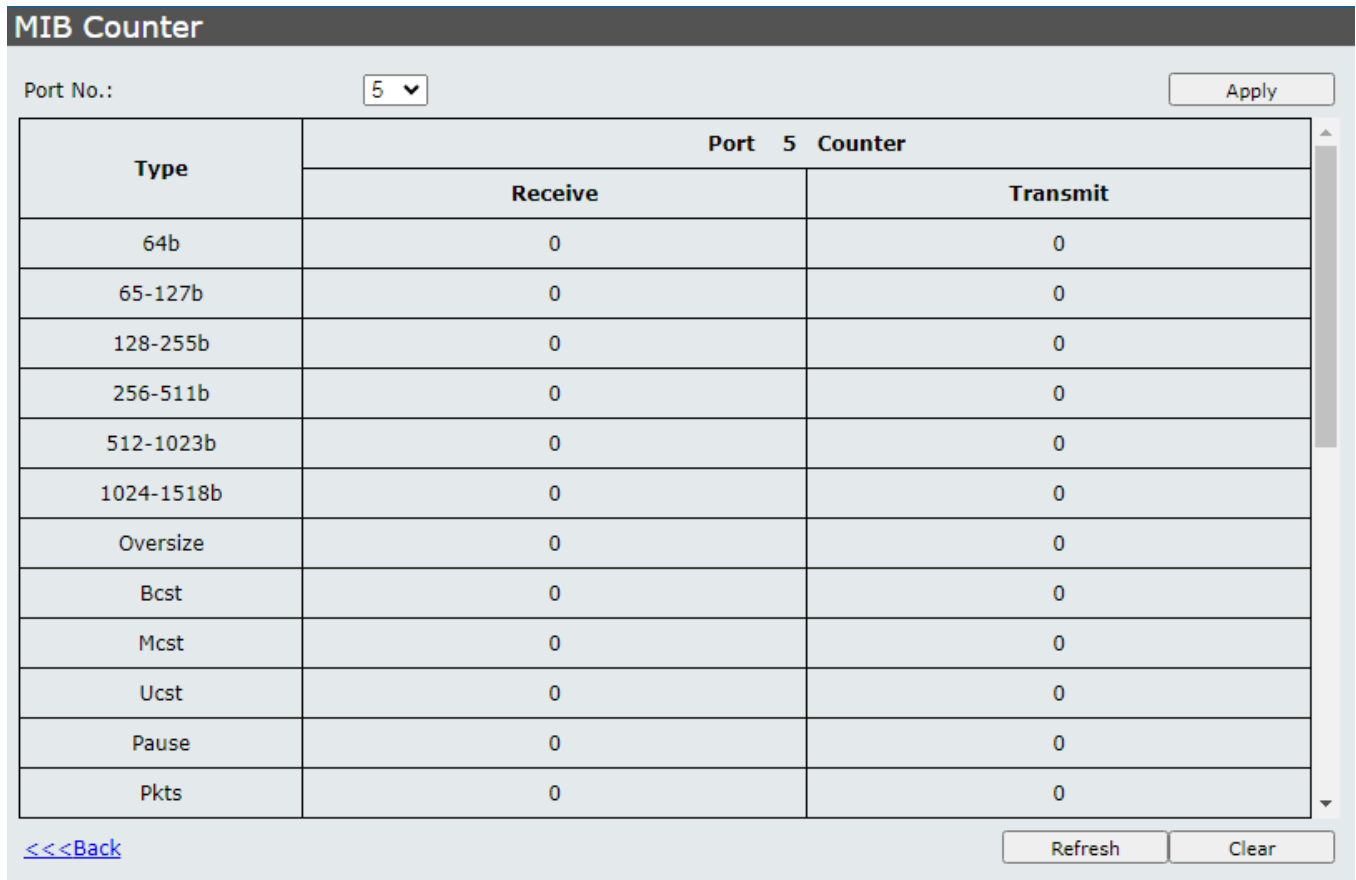 MIB Counter
Port No.: 5 Apply
Type Port 5 Counter
Receive Transmit
64b 0 0
65-127b 0 0
128-255b 0 0
256-511b 0 0
512-1023b 0 0
1024-1518b 0 0
Oversize 0 0
Bcst 0 0
Mcst 0 0
Ucst 0 0
Pause 0 0
Pkts 0 0
<<<Back Refresh Clear